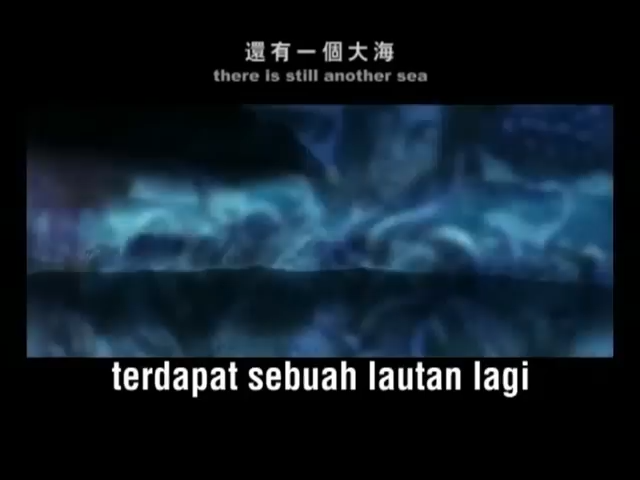 還有一個大海
there is still another sea
terdapat sebuah lautan lagi